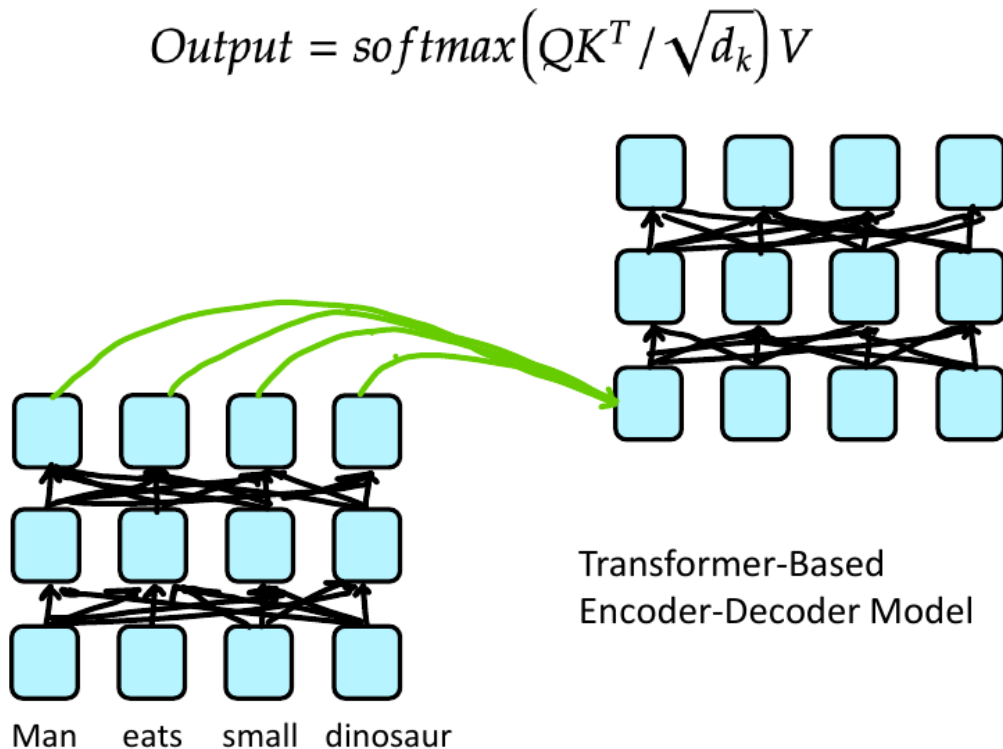 Output = softmax(QK^T / √d_k) V
Transformer-Based
Encoder-Decoder Model
Man eats small dinosaur